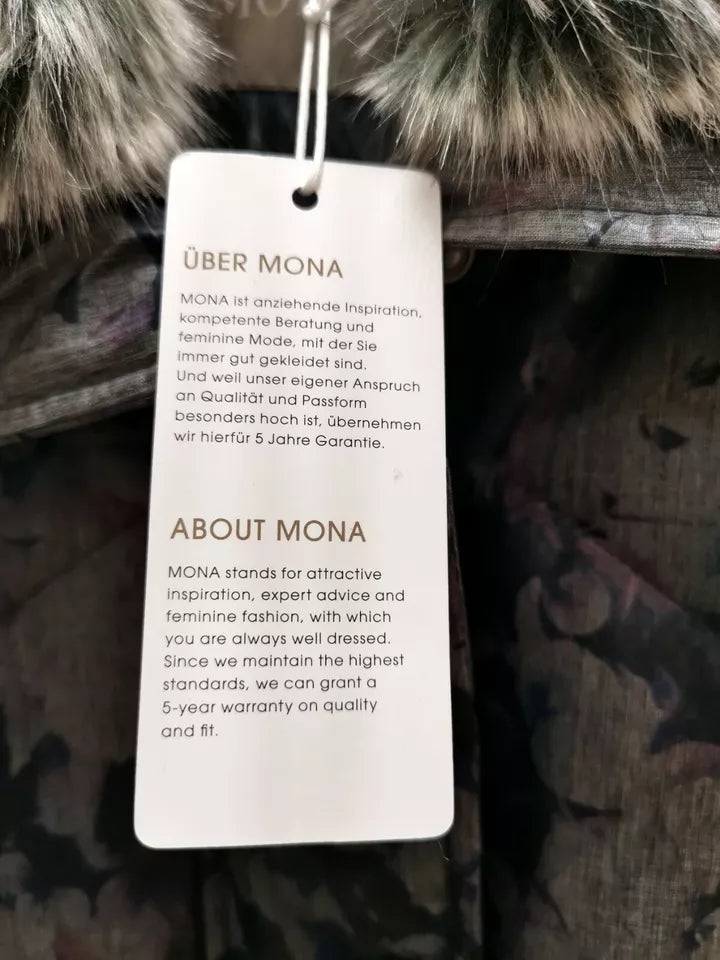 ÜBER MONA
MONA ist anziehende Inspiration,
kompetente Beratung und
feminine Mode, mit der Sie
immer gut gekleidet sind.
Und weil unser eigener Anspruch
an Qualität und Passform
besonders hoch ist, übernehmen
wir hierfür 5 Jahre Garantie.
ABOUT MONA
MONA stands for attractive
inspiration, expert advice and
feminine fashion, with which
you are always well dressed.
Since we maintain the highest
standards, we can grant a
5-year warranty on quality
and fit.